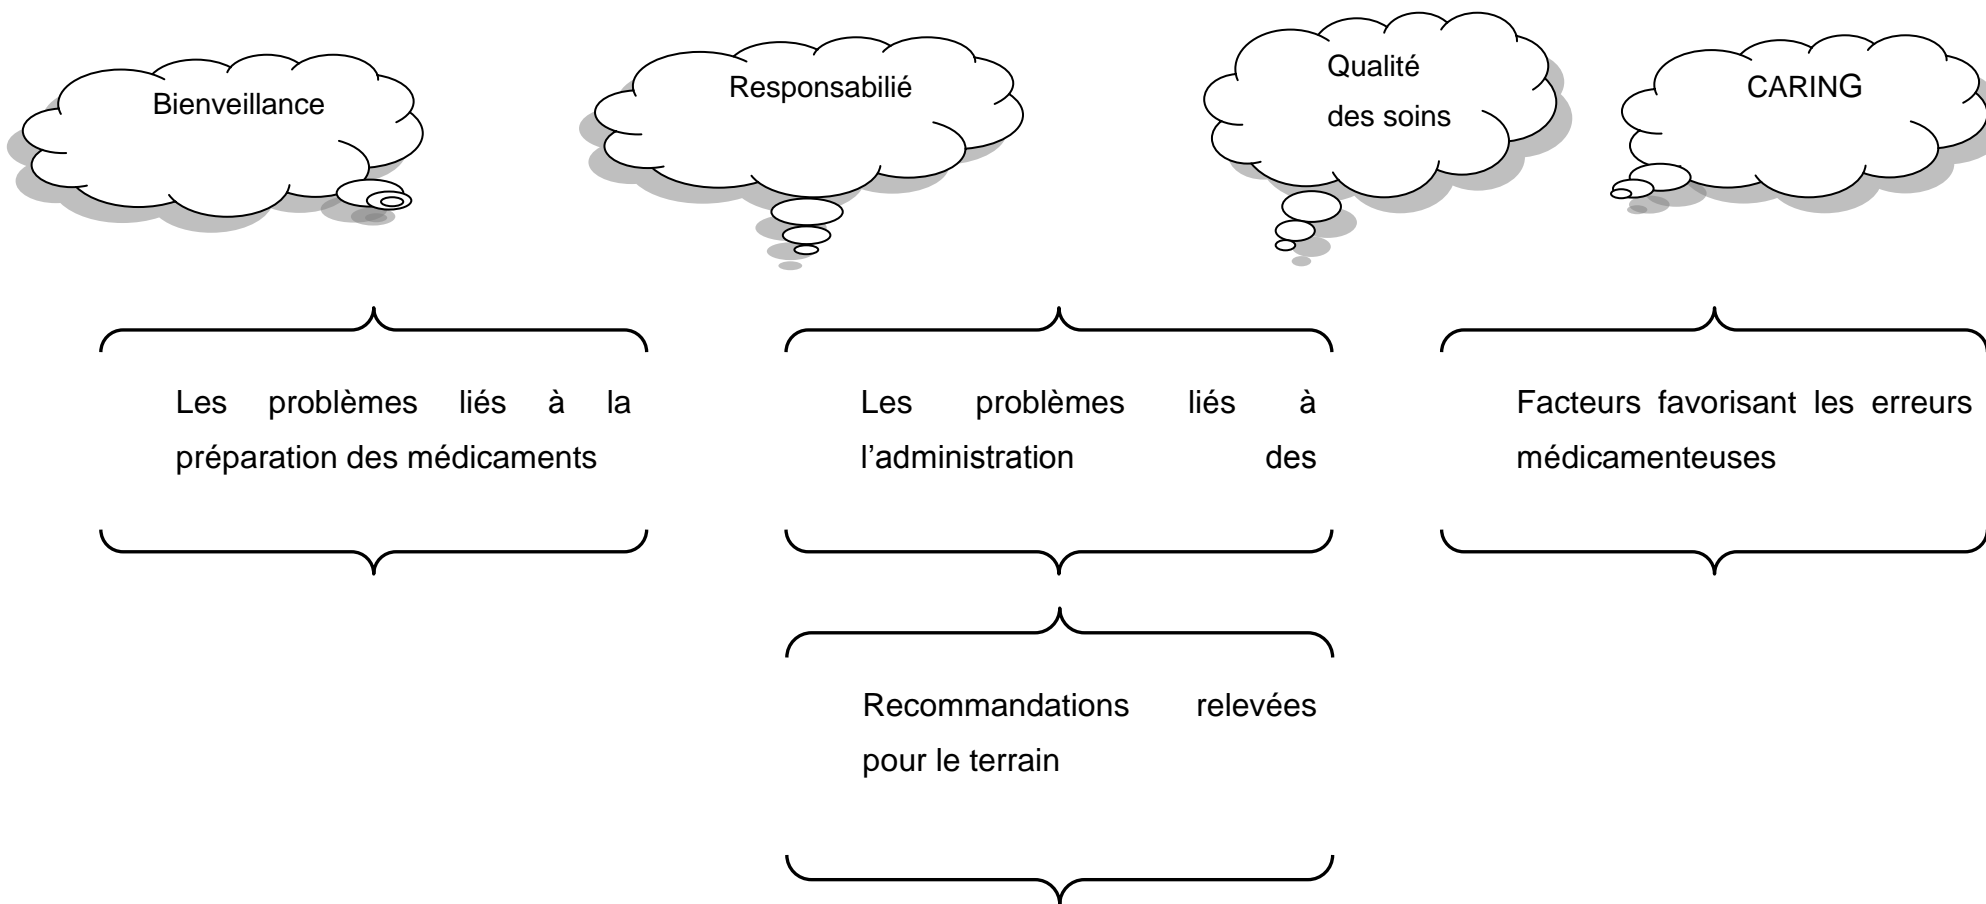 Bienveillance
Responsabilié
Qualité
des soins
CARING
Les problèmes liés à la
préparation des médicaments
Les problèmes liés à
l’administration des
Facteurs favorisant les erreurs
médicamenteuses
Recommandations relevées
pour le terrain